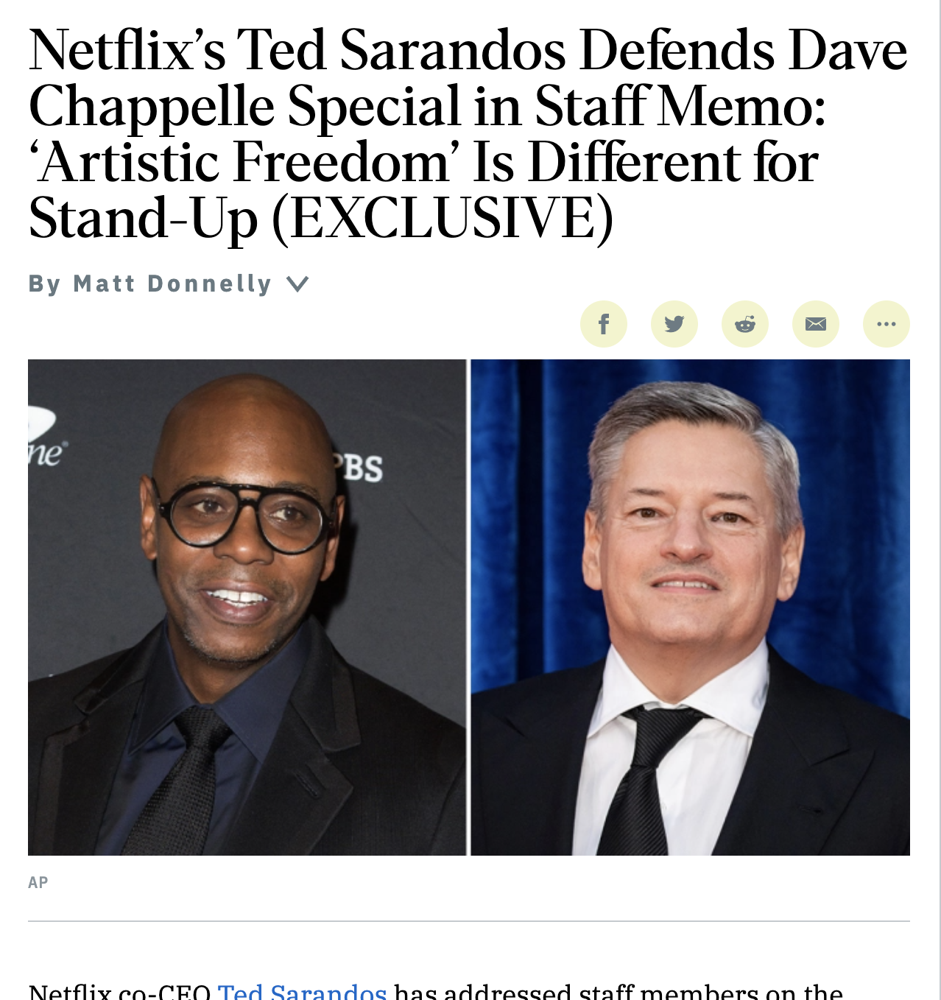 Netflix’s Ted Sarandos Defends Dave
Chappelle Special in Staff Memo:
‘Artistic Freedom’ Is Different for
Stand-Up (EXCLUSIVE)
By Matt Donnelly
ne®
PBS
AP
Netflix co-CEO Ted Sarandos has addressed staff members on the